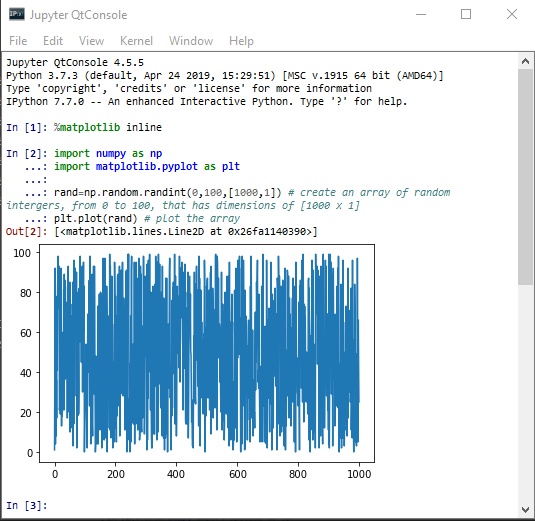 Jupyter QtConsole
File Edit View Kernel Window Help
Jupyter QtConsole 4.5.5
Python 3.7.3 (default, Apr 24 2019, 15:29:51) [MSC v.1915 64 bit (AMD64)]
Type 'copyright', 'credits' or 'license' for more information
IPython 7.7.0 -- An enhanced Interactive Python. Type '?' for help.
In [1]: %matplotlib inline
In [2]: import numpy as np
...: import matplotlib.pyplot as plt
...:
...: rand=np.random.randint(0,100,[1000,1]) # create an array of random
intergers, from 0 to 100, that has dimensions of [1000 x 1]
...: plt.plot(rand) # plot the array
Out[2]: [<matplotlib.lines.Line2D at 0x26fa1140390>]
100
80
60
40
20
0
0 200 400 600 800 1000
In [3]: